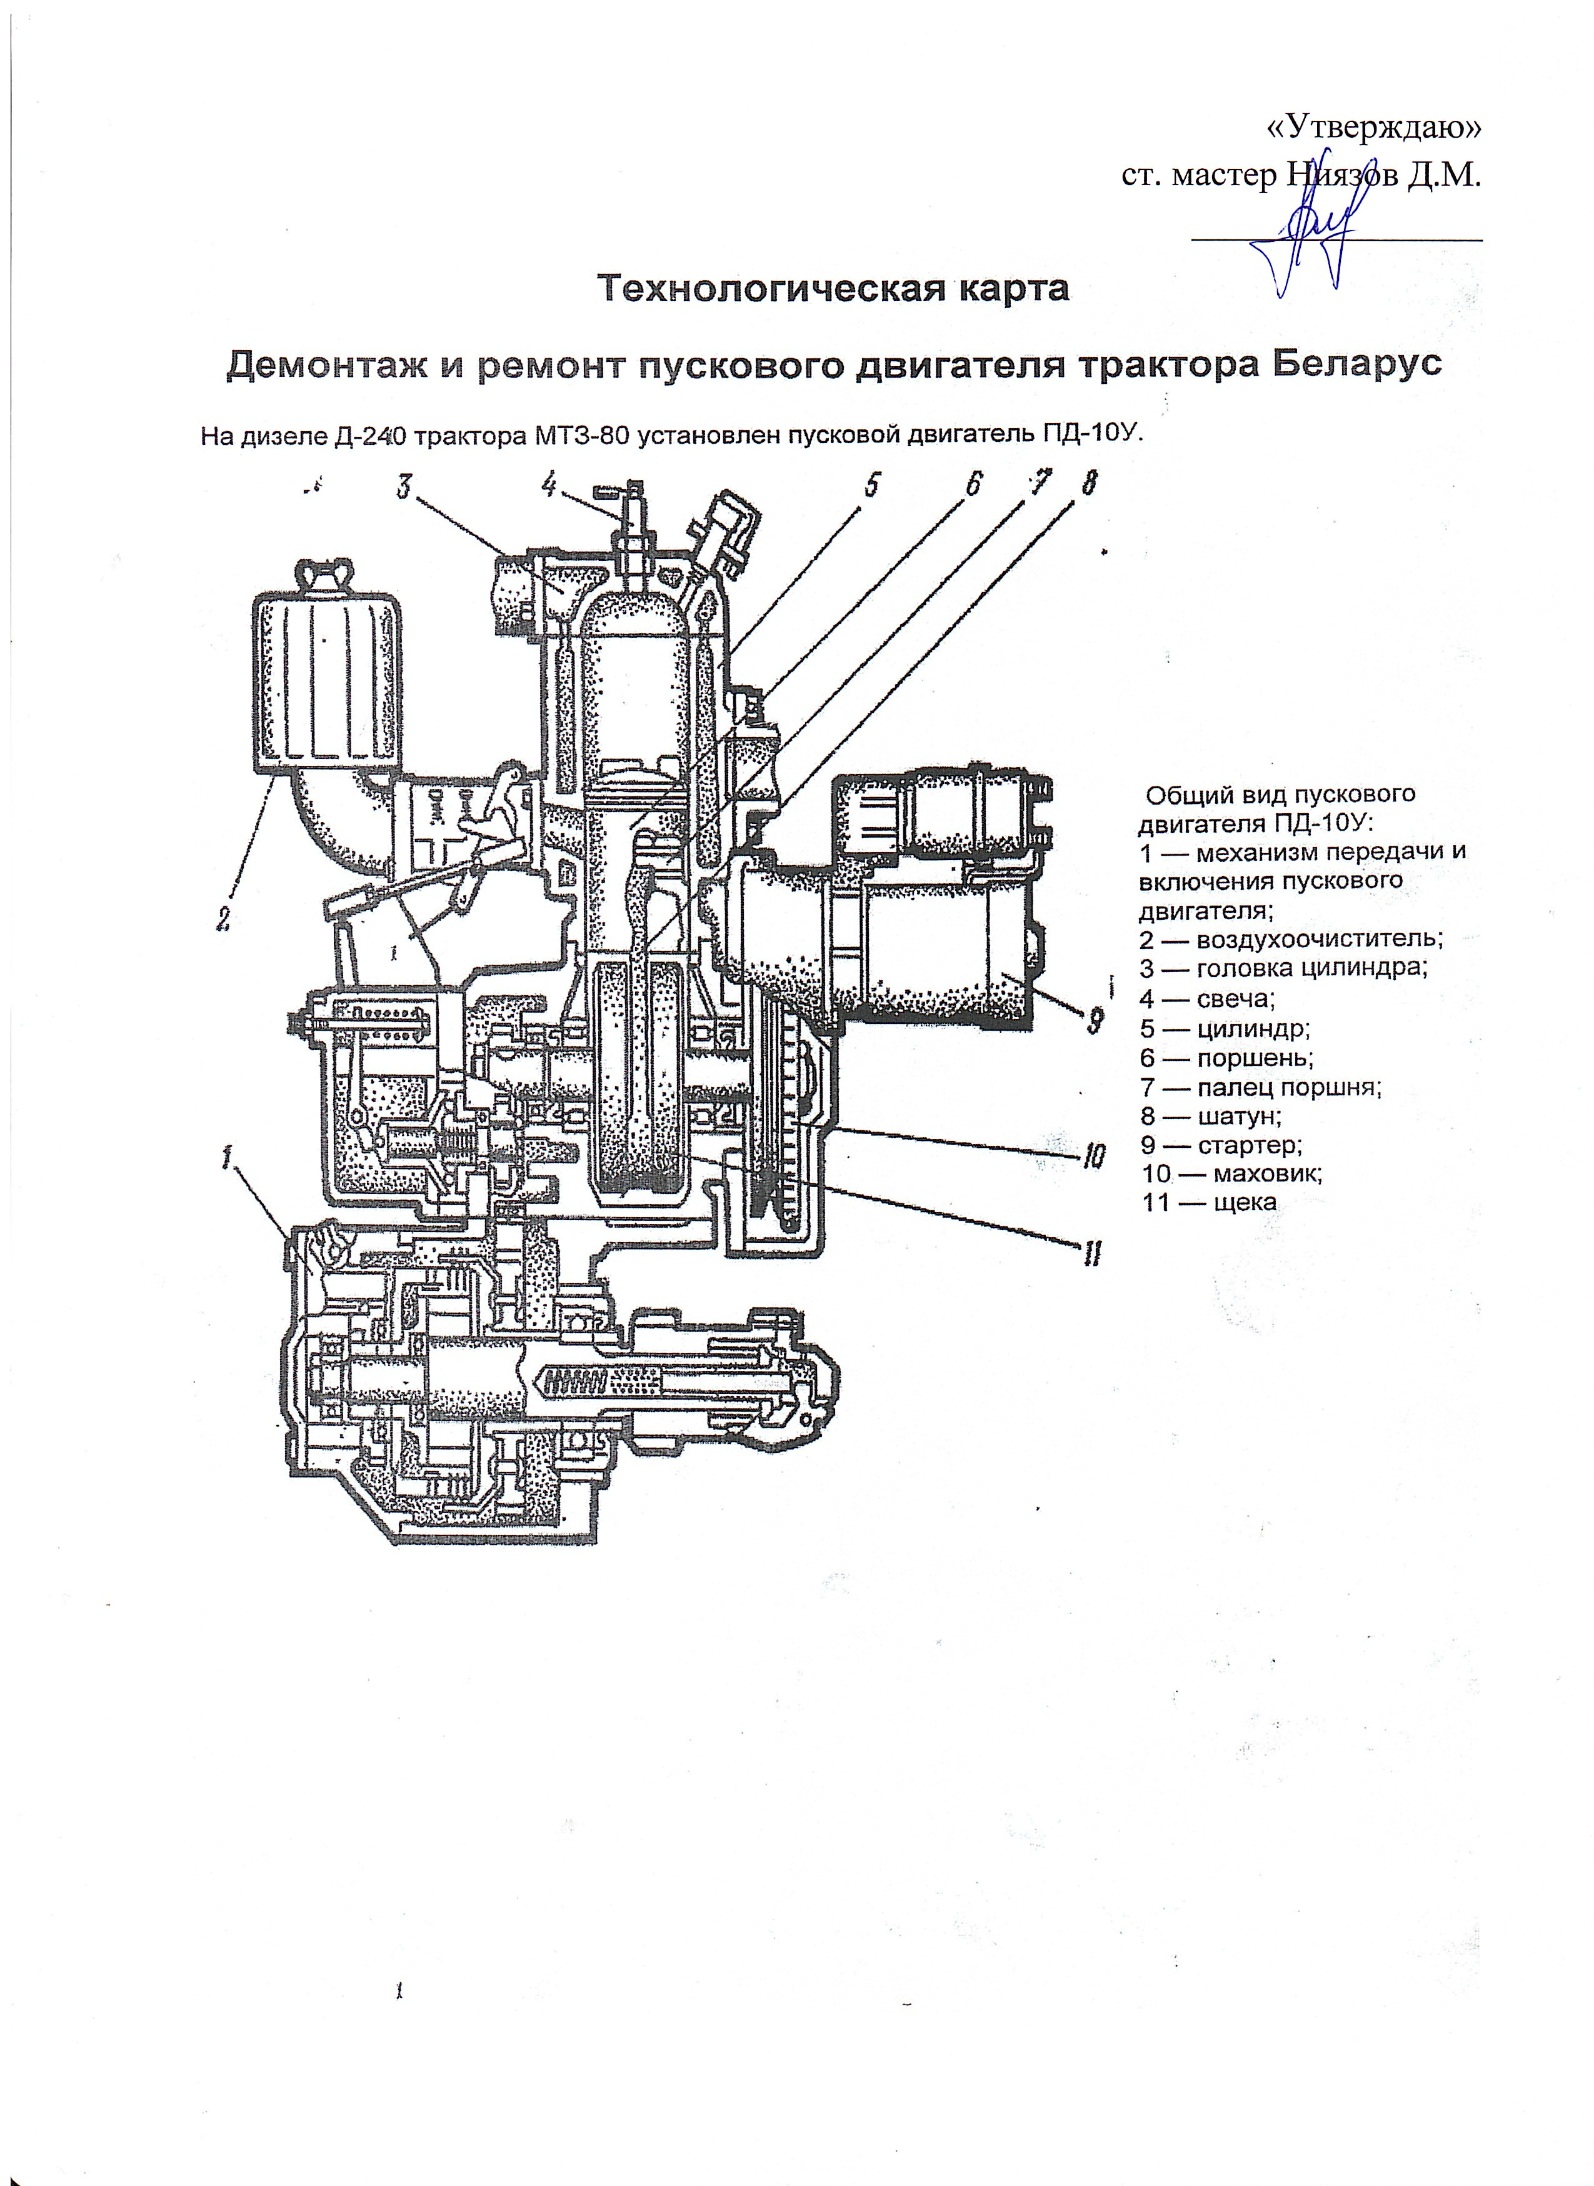 «Утверждаю»
ст. мастер Ниязов Д.М.
Технологическая карта
Демонтаж и ремонт пускового двигателя трактора Беларус
На дизеле Д-240 трактора МТЗ-80 установлен пусковой двигатель ПД-10У.
3 4 5 6 7 8
2
9
1
10
11
Общий вид пускового
двигателя ПД-10У:
1 — механизм передачи и
включения пускового
двигателя;
2 — воздухоочиститель;
3 — головка цилиндра;
4 — свеча;
5 — цилиндр;
6 — поршень;
7 — палец поршня;
8 — шатун;
9 — стартер;
10 — маховик;
11 — щека
1